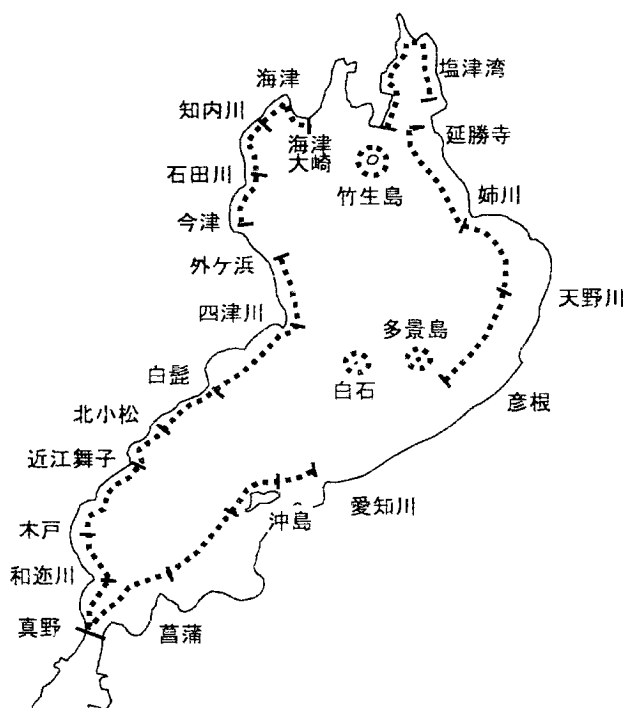 塩津湾
海津
知内川
海津
大崎
延勝寺
石田川
竹生島
姉川
今津
外ケ浜
天野川
四津川
多景島
白髭
白石
彦根
北小松
近江舞子
沖島
愛知川
木戸
和迩川
真野
菖蒲